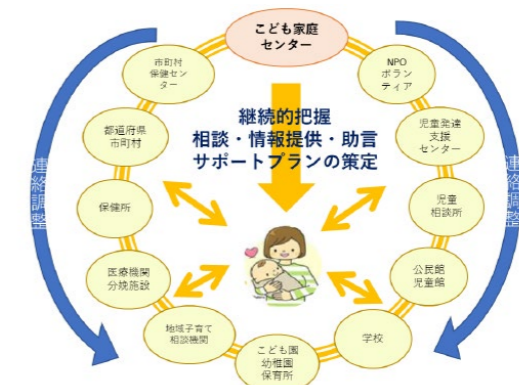 こども家庭
センター
市町村
保健セン
ター
NPO
ボラン
ティア
継続的把握
相談・情報提供・助言
サポートプランの策定
都道府県
市町村
児童発達
支援
センター
連絡調整
連絡調整
保健所
児童
相談所
医療機関
分娩施設
公民館
児童館
地域子育て
相談機関
学校
こども園
幼稚園
保育所